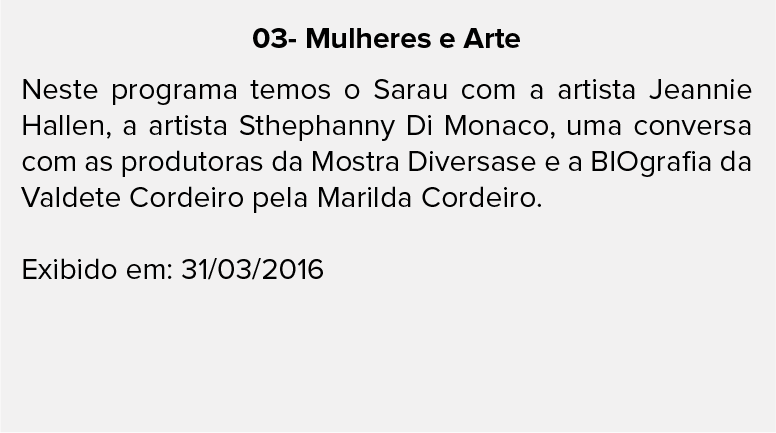 03- Mulheres e Arte
Neste programa temos o Sarau com a artista Jeannie
Hallen, a artista Sthephanny Di Monaco, uma conversa
com as produtoras da Mostra Diversase e a BIOgrafia da
Valdete Cordeiro pela Marilda Cordeiro.
Exibido em: 31/03/2016